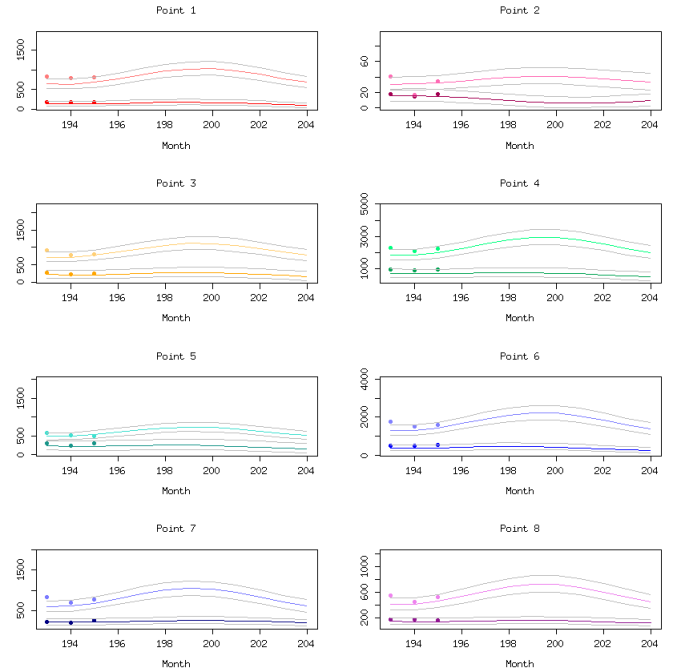 Point 1
1500
500
0
194 196 198 200 202 204
Month
Point 2
60
20
0
194 196 198 200 202 204
Month
Point 3
1500
500
0
194 196 198 200 202 204
Month
Point 4
5000
3000
1000
194 196 198 200 202 204
Month
Point 5
1500
500
0
194 196 198 200 202 204
Month
Point 6
4000
2000
0
194 196 198 200 202 204
Month
Point 7
1500
500
194 196 198 200 202 204
Month
Point 8
1000
600
200
194 196 198 200 202 204
Month